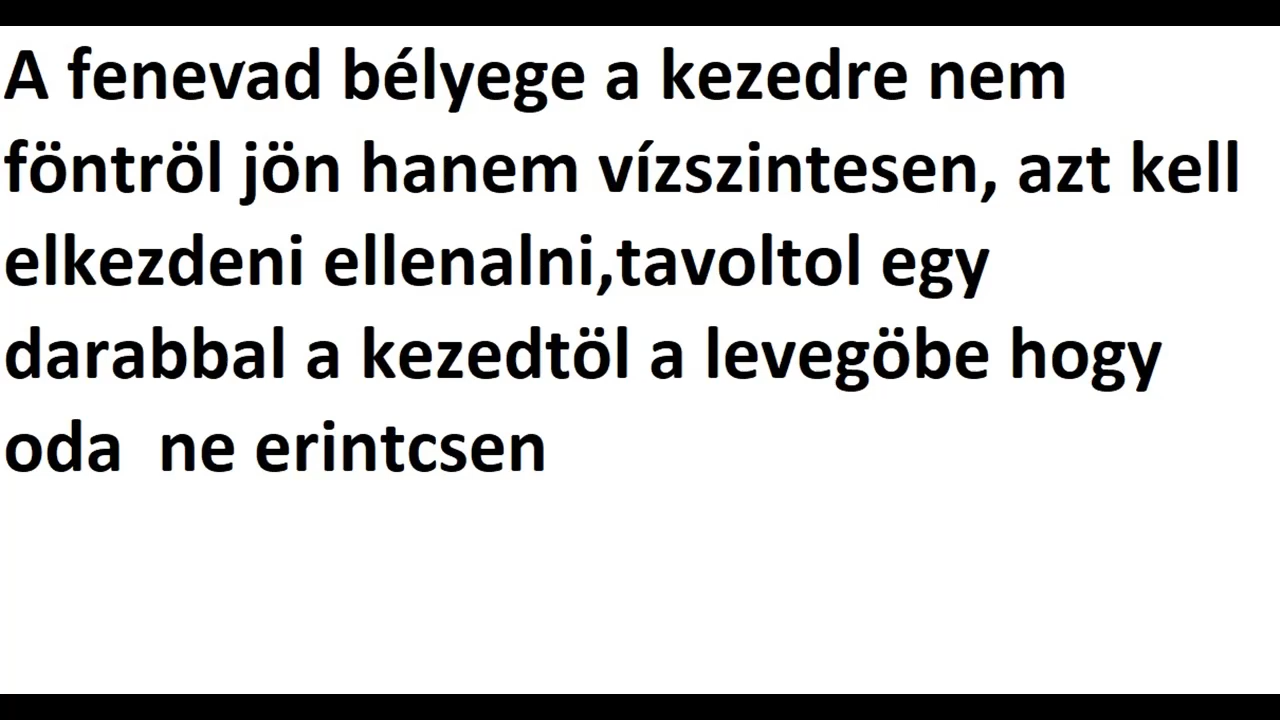 A fenevad bélyege a kezedre nem
föntröl jön hanem vízszintesen, azt kell
elkezdeni ellenalni,tavoltol egy
darabbal a kezedtöl a levegöbe hogy
oda  ne erintcsen